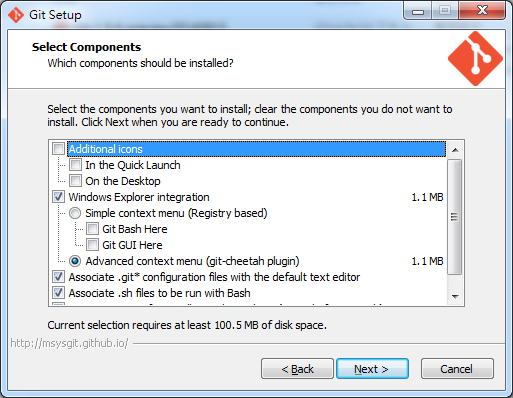 Git Setup
Select Components
Which components should be installed?
Select the components you want to install; clear the components you do not want to
install. Click Next when you are ready to continue.
Additional icons
In the Quick Launch
On the Desktop
Windows Explorer integration 1.1 MB
Simple context menu (Registry based)
Git Bash Here
Git GUI Here
Advanced context menu (git-cheetah plugin) 1.1 MB
Associate .git* configuration files with the default text editor
Associate .sh files to be run with Bash
Current selection requires at least 100.5 MB of disk space.
http://msysgit.github.io/
< Back
Next >
Cancel